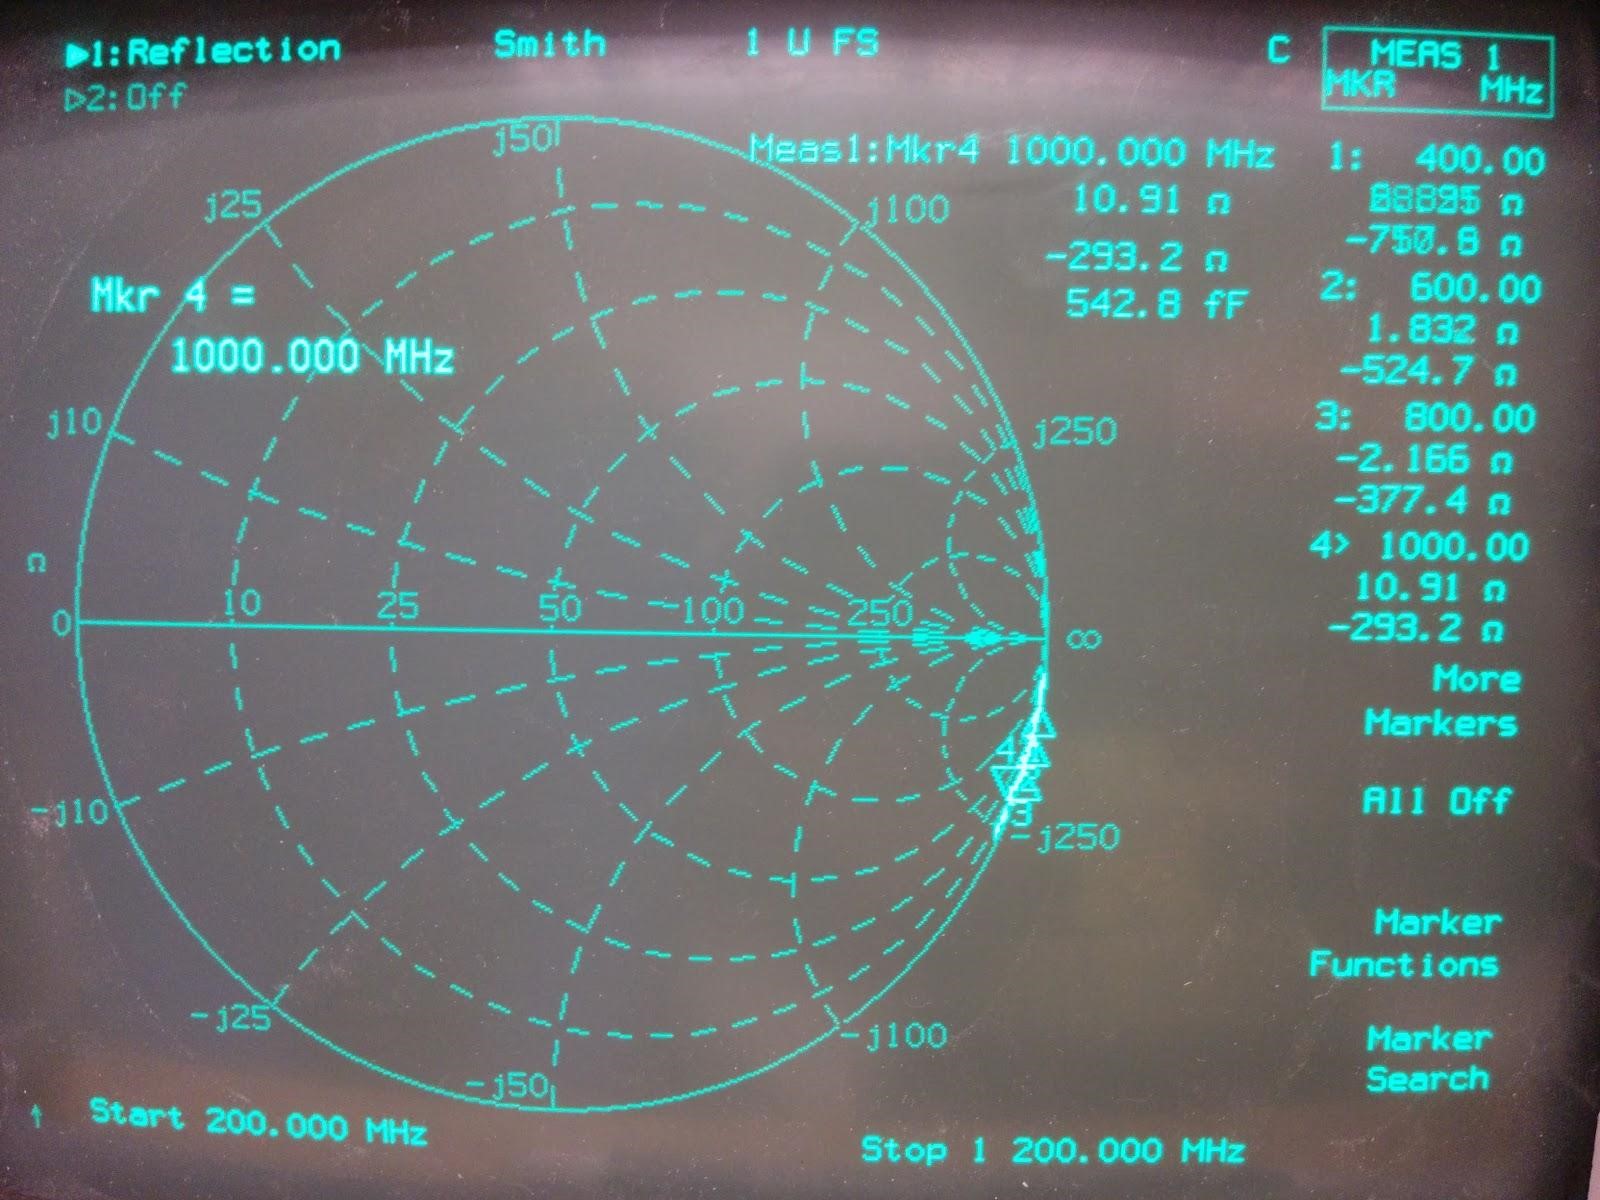 ▶1:Reflection Smith 1 U FS C MEAS 1
▷2:Off MKR MHz
Meas1:Mkr4 1000.000 MHz
10.91 Ω
-293.2 Ω
542.8 fF
Mkr 4 =
1000.000 MHz
1: 400.00
Ω
Ω
2: 600.00
1.832 Ω
-524.7 Ω
3: 800.00
-2.166 Ω
-377.4 Ω
4> 1000.00
10.91 Ω
-293.2 Ω
More
Markers
All Off
Marker
Functions
Marker
Search
j50
j25
j100
j10
j250
Ω
0 10 25 50 100 250 ∞
-j10
4
3
-j250
-j25
-j100
-j50
↑ Start 200.000 MHz Stop 1 200.000 MHz